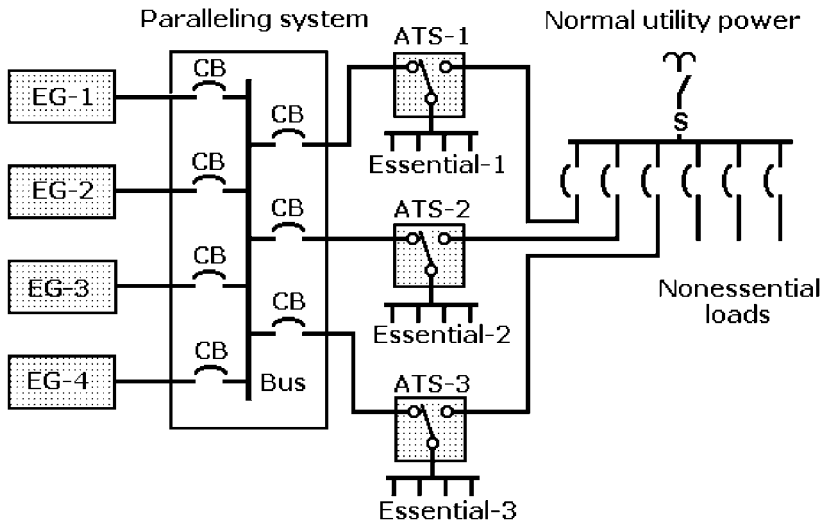 Paralleling system
Normal utility power
ATS-1
CB
EG-1
CB
S
Essential-1
CB
EG-2
ATS-2
CB
CB
EG-3
CB
Nonessential
loads
Essential-2
CB
EG-4
Bus
ATS-3
Essential-3